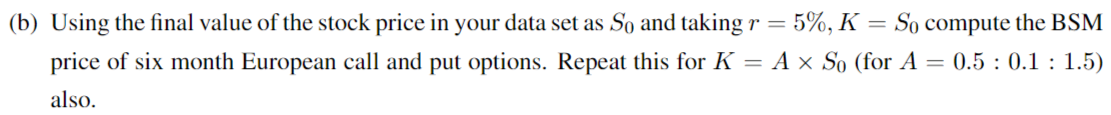 (b) Using the final value of the stock price in your data set as S₀ and taking r = 5%, K = S₀ compute the BSM
price of six month European call and put options. Repeat this for K = A × S₀ (for A = 0.5 : 0.1 : 1.5)
also.